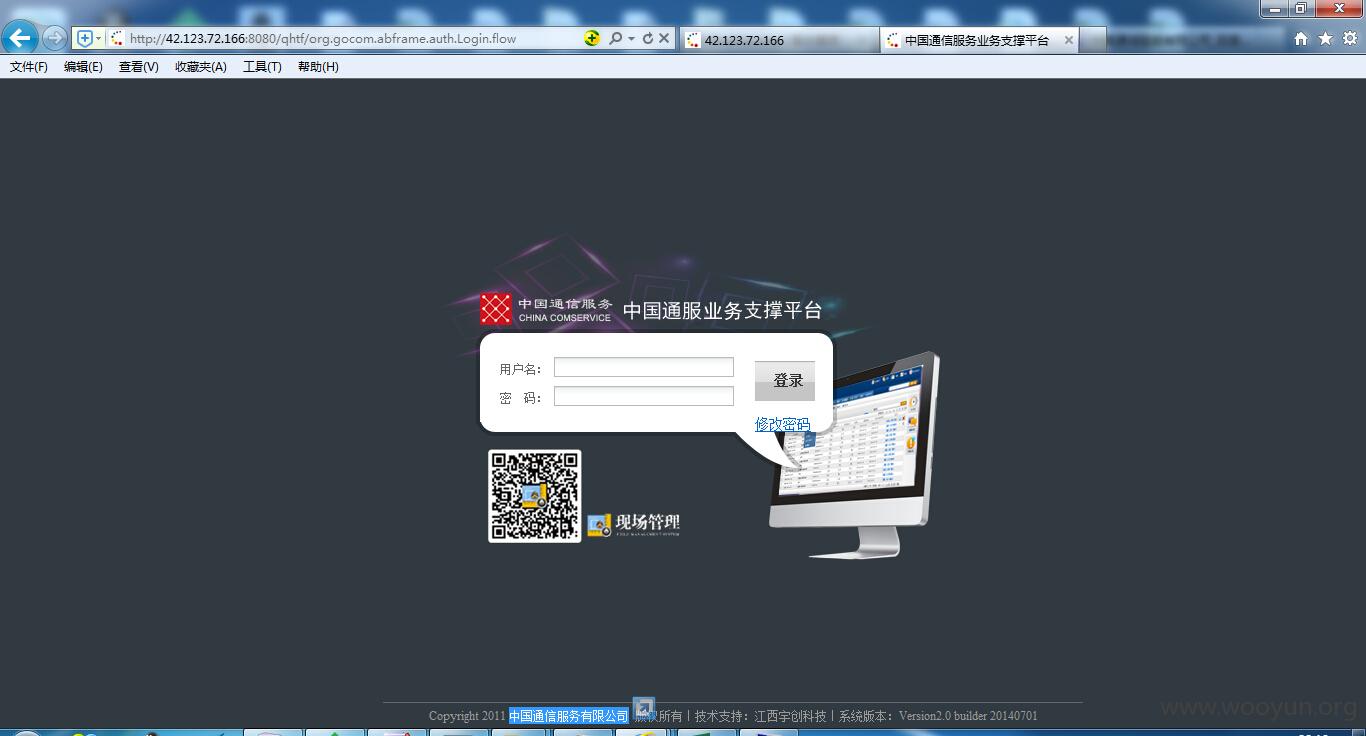 http://42.123.72.166:8080/qhtf/org.gocom.abframe.auth.Login.flow
42.123.72.166
中国通信服务业务支撑平台
文件(F) 编辑(E) 查看(V) 收藏夹(A) 工具(T) 帮助(H)
中国通信服务
CHINA COMSERVICE
中国通服业务支撑平台
用户名：
登录
密 码：
修改密码
现场管理
Copyright 2011 中国通信服务有限公司 版权所有 | 技术支持：江西宇创科技 | 系统版本：Version2.0 builder 20140701
www.wooyun.org